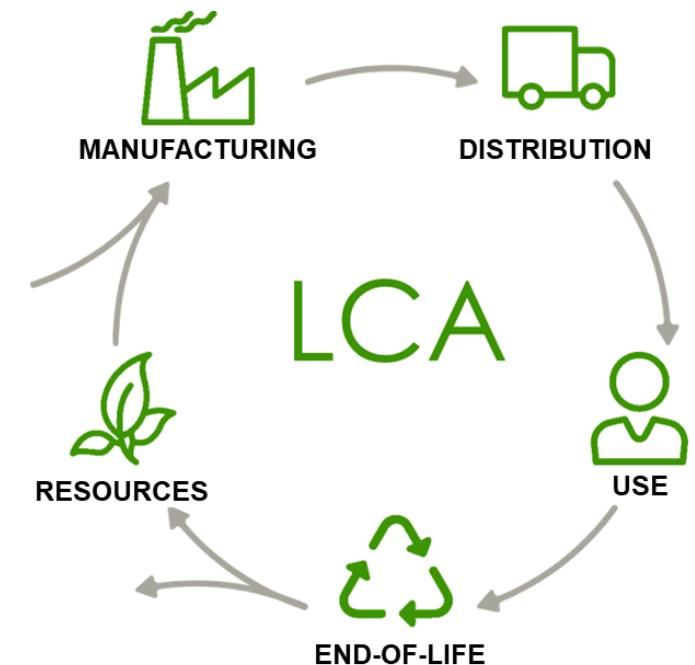 MANUFACTURING
DISTRIBUTION
LCA
RESOURCES
USE
END-OF-LIFE